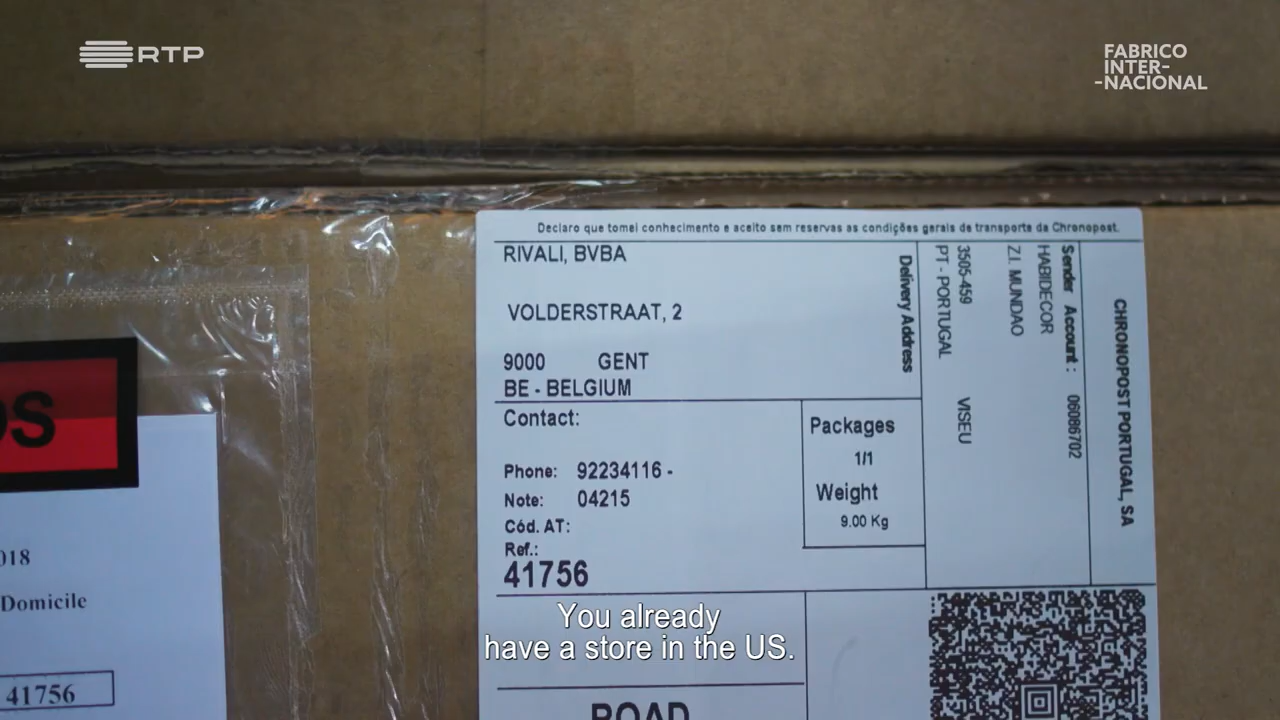 RTP
FABRICO
INTER-
-NACIONAL
Declaro que tomei conhecimento e aceito sem reservas as condições gerais de transporte da Chronopost.
RIVALI, BVBA
VOLDERSTRAAT, 2
9000 GENT
BE - BELGIUM
Delivery Address
Contact:
Phone: 92234116 -
Note: 04215
Cód. AT:
Ref.:
41756
Packages
1/1
Weight
9.00 Kg
Sender Account : 06086702
HABIDECOR
Z.I. MUNDAO
3505-459 VISEU
PT - PORTUGAL
CHRONOPOST PORTUGAL, SA
018
Domicile
41756
You already
have a store in the US.
ROAD